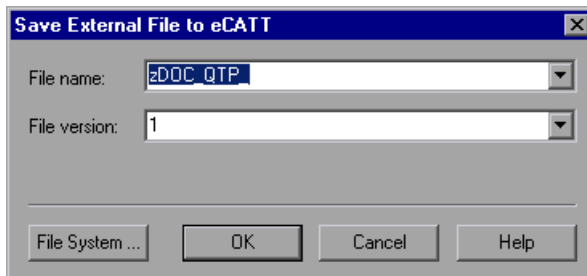 Save External File to eCATT
File name: zDOC_QTP_
File version: 1
File System ... OK Cancel Help